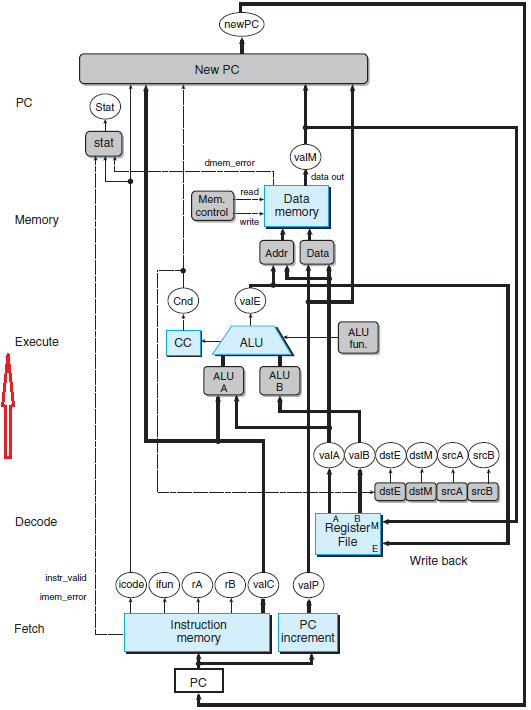 newPC
New PC
PC
Stat
stat
dmem_error
valM
data out
read
Mem.
control
write
Data
memory
Memory
Addr
Data
Cnd
valE
Execute
CC
ALU
ALU
fun.
ALU
A
ALU
B
valA
valB
dstE
dstM
srcA
srcB
dstE
dstM
srcA
srcB
Decode
A
B
Register
File
M
E
Write back
instr_valid
imem_error
icode
ifun
rA
rB
valC
valP
Fetch
Instruction
memory
PC
increment
PC